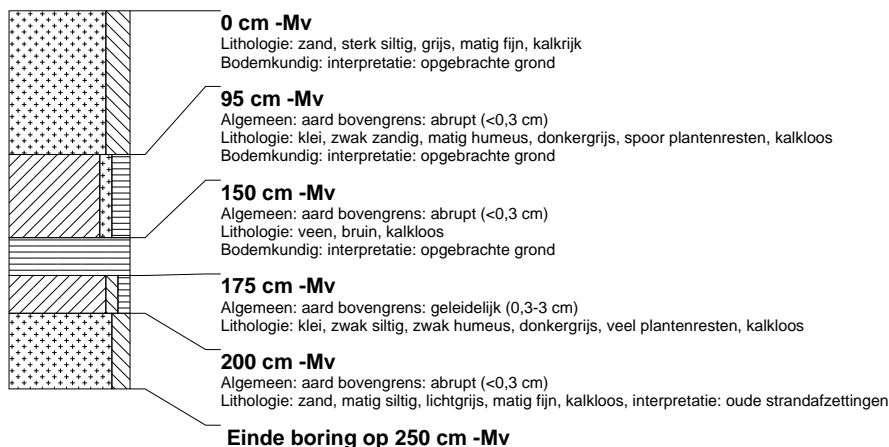 0 cm -Mv
Lithologie: zand, sterk siltig, grijs, matig fijn, kalkrijk
Bodemkundig: interpretatie: opgebrachte grond
95 cm -Mv
Algemeen: aard bovengrens: abrupt (<0,3 cm)
Lithologie: klei, zwak zandig, matig humeus, donkergrijs, spoor plantenresten, kalkloos
Bodemkundig: interpretatie: opgebrachte grond
150 cm -Mv
Algemeen: aard bovengrens: abrupt (<0,3 cm)
Lithologie: veen, bruin, kalkloos
Bodemkundig: interpretatie: opgebrachte grond
175 cm -Mv
Algemeen: aard bovengrens: geleidelijk (0,3-3 cm)
Lithologie: klei, zwak siltig, zwak humeus, donkergrijs, veel plantenresten, kalkloos
200 cm -Mv
Algemeen: aard bovengrens: abrupt (<0,3 cm)
Lithologie: zand, matig siltig, lichtgrijs, matig fijn, kalkloos, interpretatie: oude strandafzettingen
Einde boring op 250 cm -Mv